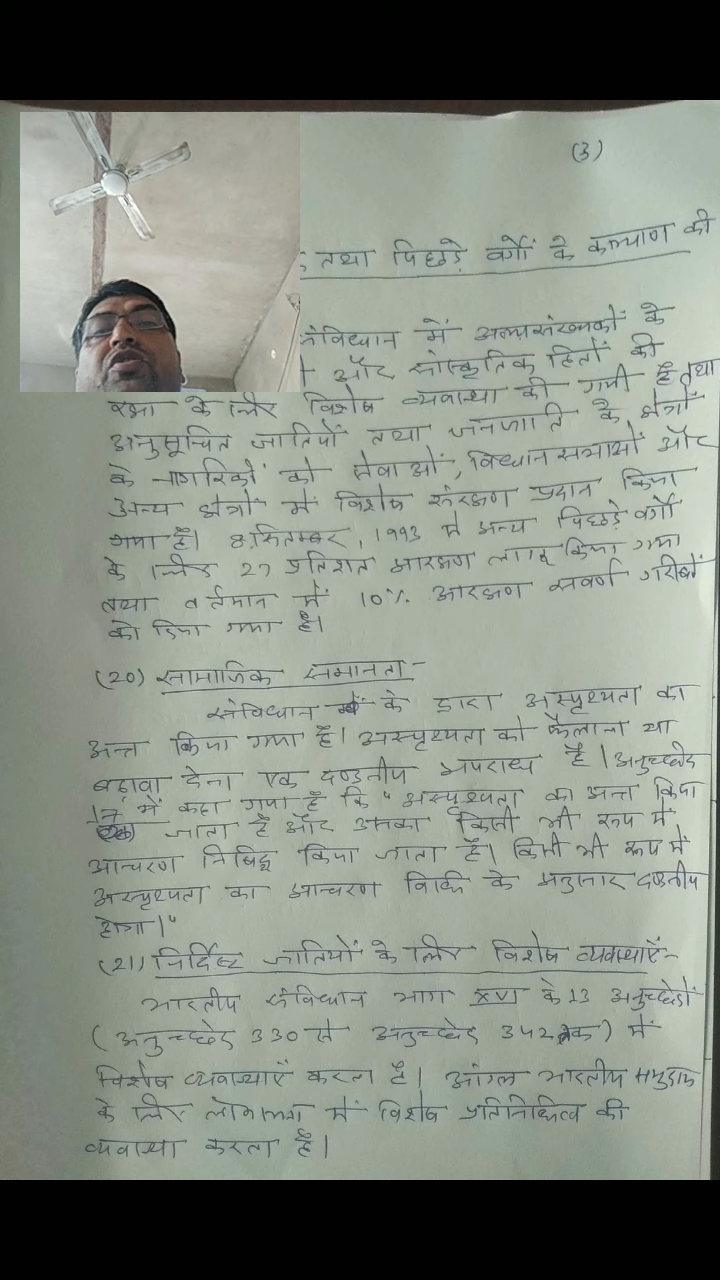 (3)
तथा पिछड़े वर्गों के कल्याण की
संविधान में अल्पसंख्यकों के
और सांस्कृतिक हितों की
रक्षा के लिए विशेष व्यवस्था की गयी है तथा
अनुसूचित जातियों तथा जनजाति के क्षेत्रों
के नागरिकों को सेवाओं, विधान सभाओं और
अन्य क्षेत्रों में विशेष संरक्षण प्रदान किया
गया है। 8 सितम्बर, 1993 में अन्य पिछड़े वर्गों
के लिए 27 प्रतिशत आरक्षण लागू किया गया
तथा वर्तमान में 10% आरक्षण सवर्ण गरीबों
को दिया गया है।
(20) सामाजिक समानता-
संविधान के द्वारा अस्पृश्यता का
अन्त किया गया है। अस्पृश्यता को फैलाना या
बढ़ावा देना एक दण्डनीय अपराध है। अनुच्छेद
17 में कहा गया है कि "अस्पृश्यता का अन्त किया
जाता है और उसका किसी भी रूप में
आचरण निषिद्ध किया जाता है। किसी भी रूप में
अस्पृश्यता का आचरण विधि के अनुसार दण्डनीय
होगा।"
(21) निर्दिष्ट जातियों के लिए विशेष व्यवस्थाएँ-
भारतीय संविधान भाग XVI के 13 अनुच्छेदों
(अनुच्छेद 330 से अनुच्छेद 342 तक) में
विशेष व्यवस्थाएँ करता है। आंग्ल भारतीय समुदाय
के लिए लोकसभा में विशेष प्रतिनिधित्व की
व्यवस्था करता है।